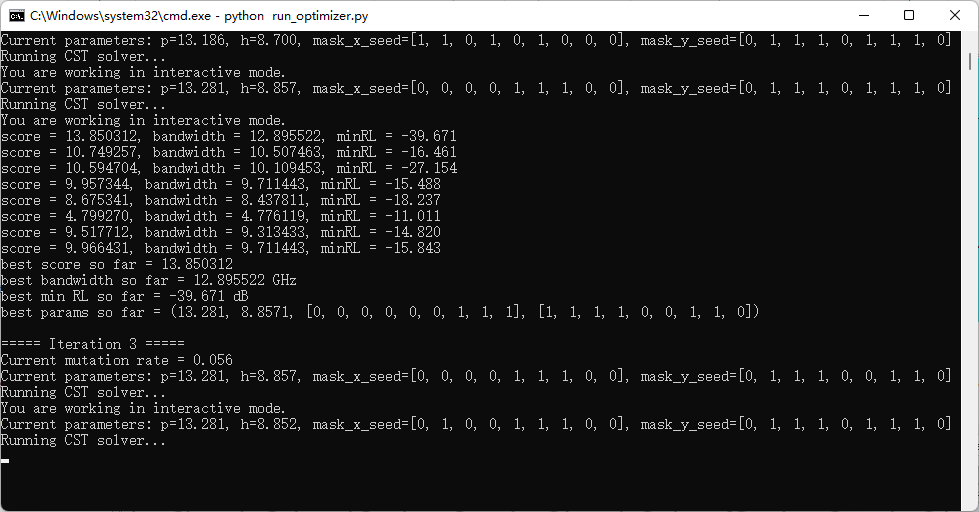 C:\Windows\system32\cmd.exe - python  run_optimizer.py
Current parameters: p=13.186, h=8.700, mask_x_seed=[1, 1, 0, 1, 0, 1, 0, 0, 0], mask_y_seed=[0, 1, 1, 1, 0, 1, 1, 1, 0]
Running CST solver...
You are working in interactive mode.
Current parameters: p=13.281, h=8.857, mask_x_seed=[0, 0, 0, 0, 1, 1, 1, 0, 0], mask_y_seed=[0, 1, 1, 1, 0, 1, 1, 1, 0]
Running CST solver...
You are working in interactive mode.
score = 13.850312, bandwidth = 12.895522, minRL = -39.671
score = 10.749257, bandwidth = 10.507463, minRL = -16.461
score = 10.594704, bandwidth = 10.109453, minRL = -27.154
score = 9.957344, bandwidth = 9.711443, minRL = -15.488
score = 8.675341, bandwidth = 8.437811, minRL = -18.237
score = 4.799270, bandwidth = 4.776119, minRL = -11.011
score = 9.517712, bandwidth = 9.313433, minRL = -14.820
score = 9.966431, bandwidth = 9.711443, minRL = -15.843
best score so far = 13.850312
best bandwidth so far = 12.895522 GHz
best min RL so far = -39.671 dB
best params so far = (13.281, 8.8571, [0, 0, 0, 0, 0, 0, 1, 1, 1], [1, 1, 1, 1, 0, 0, 1, 1, 0])
===== Iteration 3 =====
Current mutation rate = 0.056
Current parameters: p=13.281, h=8.857, mask_x_seed=[0, 0, 0, 0, 1, 1, 1, 0, 0], mask_y_seed=[0, 1, 1, 1, 0, 0, 1, 1, 0]
Running CST solver...
You are working in interactive mode.
Current parameters: p=13.281, h=8.852, mask_x_seed=[0, 1, 0, 0, 1, 1, 1, 0, 0], mask_y_seed=[0, 1, 1, 1, 0, 1, 1, 1, 0]
Running CST solver...